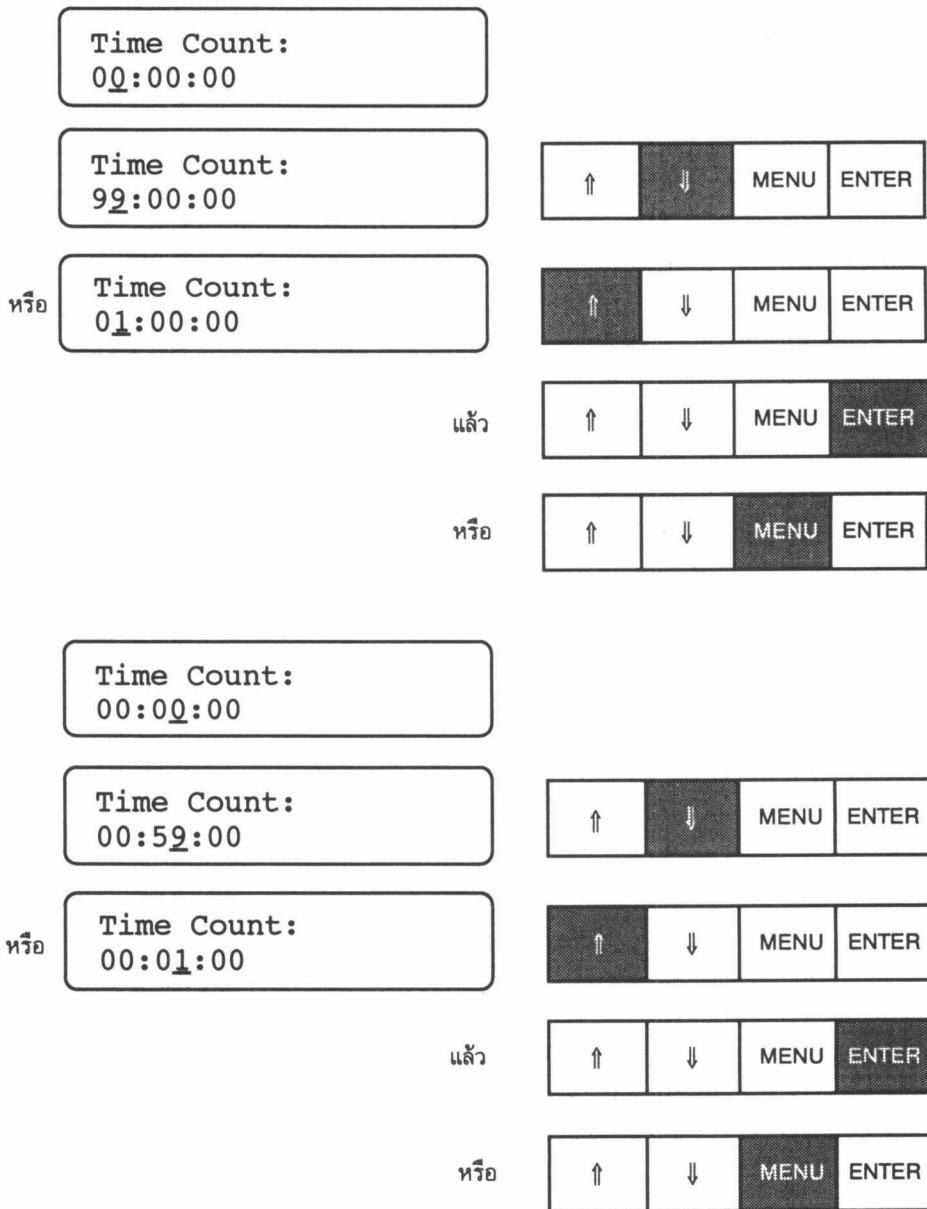 Time Count:
00:00:00
Time Count:
99:00:00
⇑ ⇓ MENU ENTER
หรือ
Time Count:
01:00:00
⇑ ⇓ MENU ENTER
แล้ว
⇑ ⇓ MENU ENTER
หรือ
⇑ ⇓ MENU ENTER
Time Count:
00:00:00
Time Count:
00:59:00
⇑ ⇓ MENU ENTER
หรือ
Time Count:
00:01:00
⇑ ⇓ MENU ENTER
แล้ว
⇑ ⇓ MENU ENTER
หรือ
⇑ ⇓ MENU ENTER